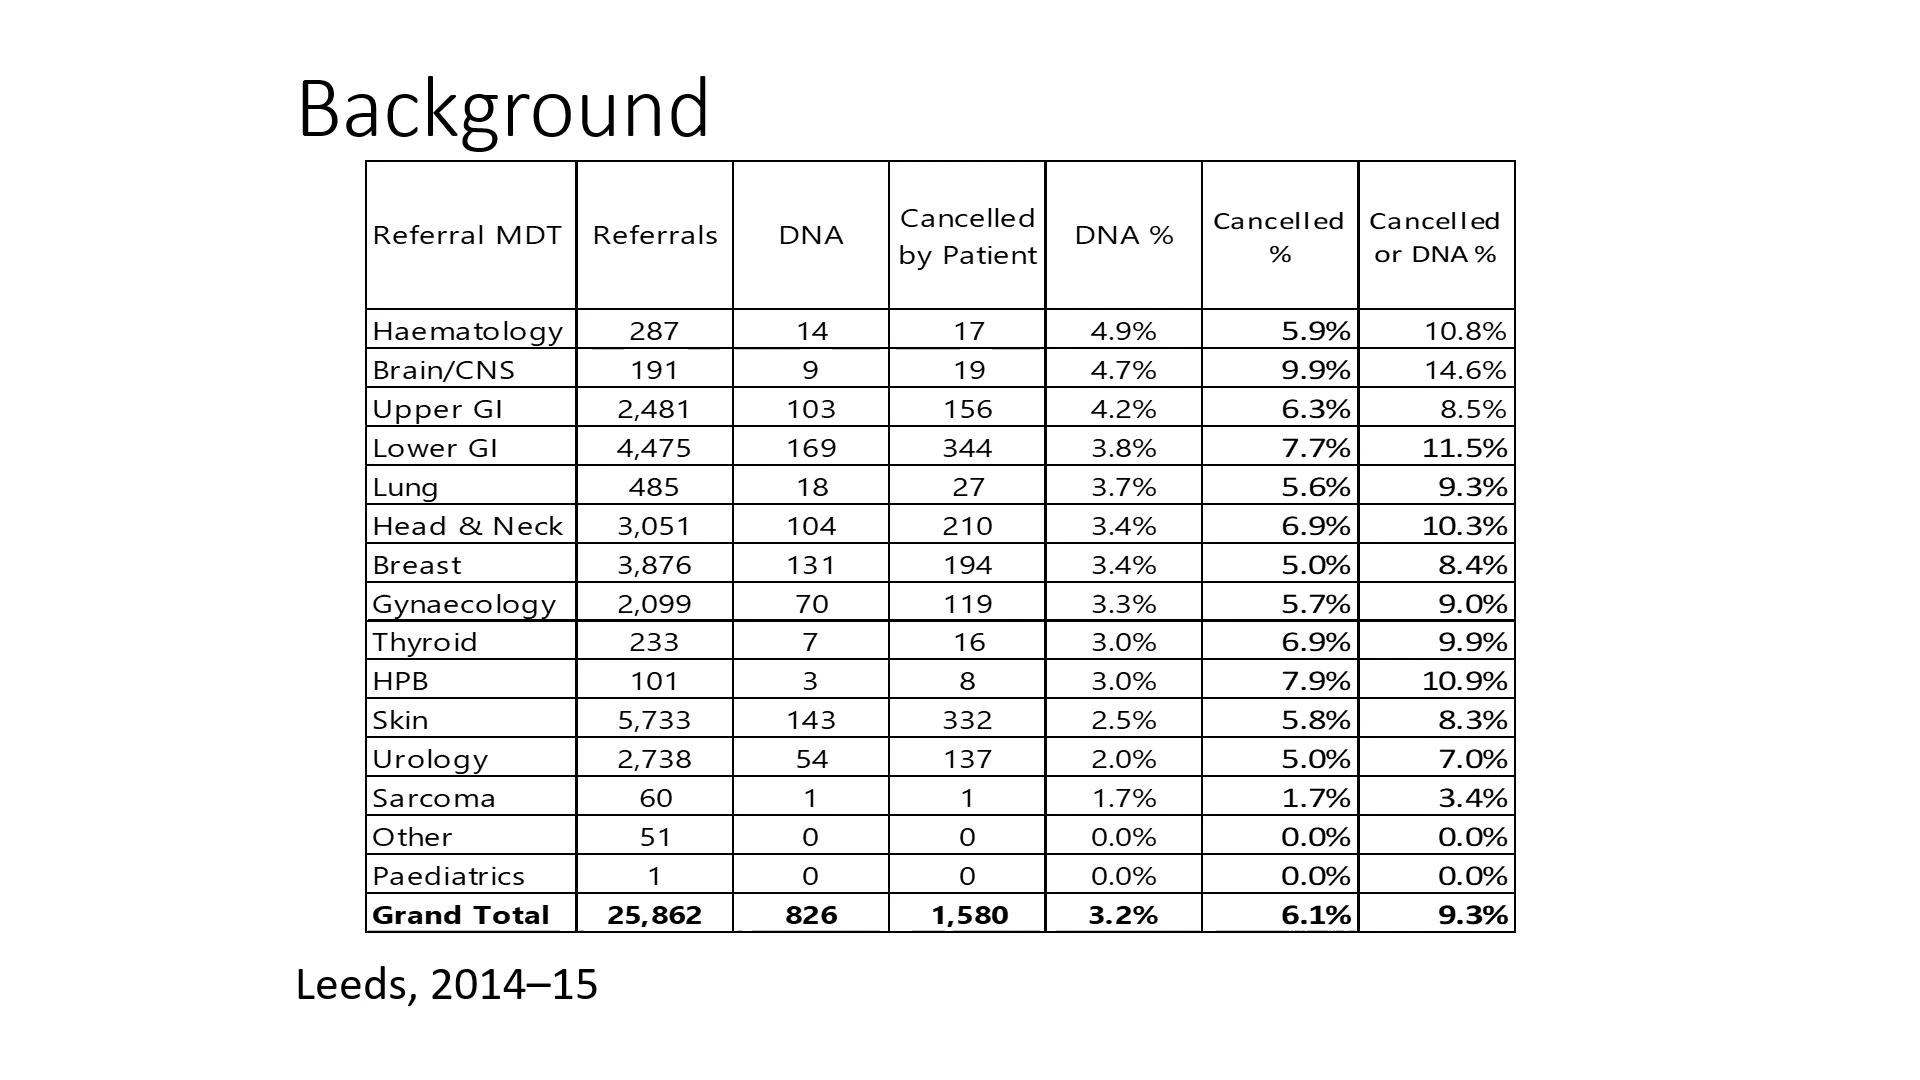 Background
Referral MDT Referrals DNA Cancelled by Patient DNA % Cancelled % Cancelled or DNA %
Haematology 287 14 17 4.9% 5.9% 10.8%
Brain/CNS 191 9 19 4.7% 9.9% 14.6%
Upper GI 2,481 103 156 4.2% 6.3% 8.5%
Lower GI 4,475 169 344 3.8% 7.7% 11.5%
Lung 485 18 27 3.7% 5.6% 9.3%
Head & Neck 3,051 104 210 3.4% 6.9% 10.3%
Breast 3,876 131 194 3.4% 5.0% 8.4%
Gynaecology 2,099 70 119 3.3% 5.7% 9.0%
Thyroid 233 7 16 3.0% 6.9% 9.9%
HPB 101 3 8 3.0% 7.9% 10.9%
Skin 5,733 143 332 2.5% 5.8% 8.3%
Urology 2,738 54 137 2.0% 5.0% 7.0%
Sarcoma 60 1 1 1.7% 1.7% 3.4%
Other 51 0 0 0.0% 0.0% 0.0%
Paediatrics 1 0 0 0.0% 0.0% 0.0%
Grand Total 25,862 826 1,580 3.2% 6.1% 9.3%
Leeds, 2014–15